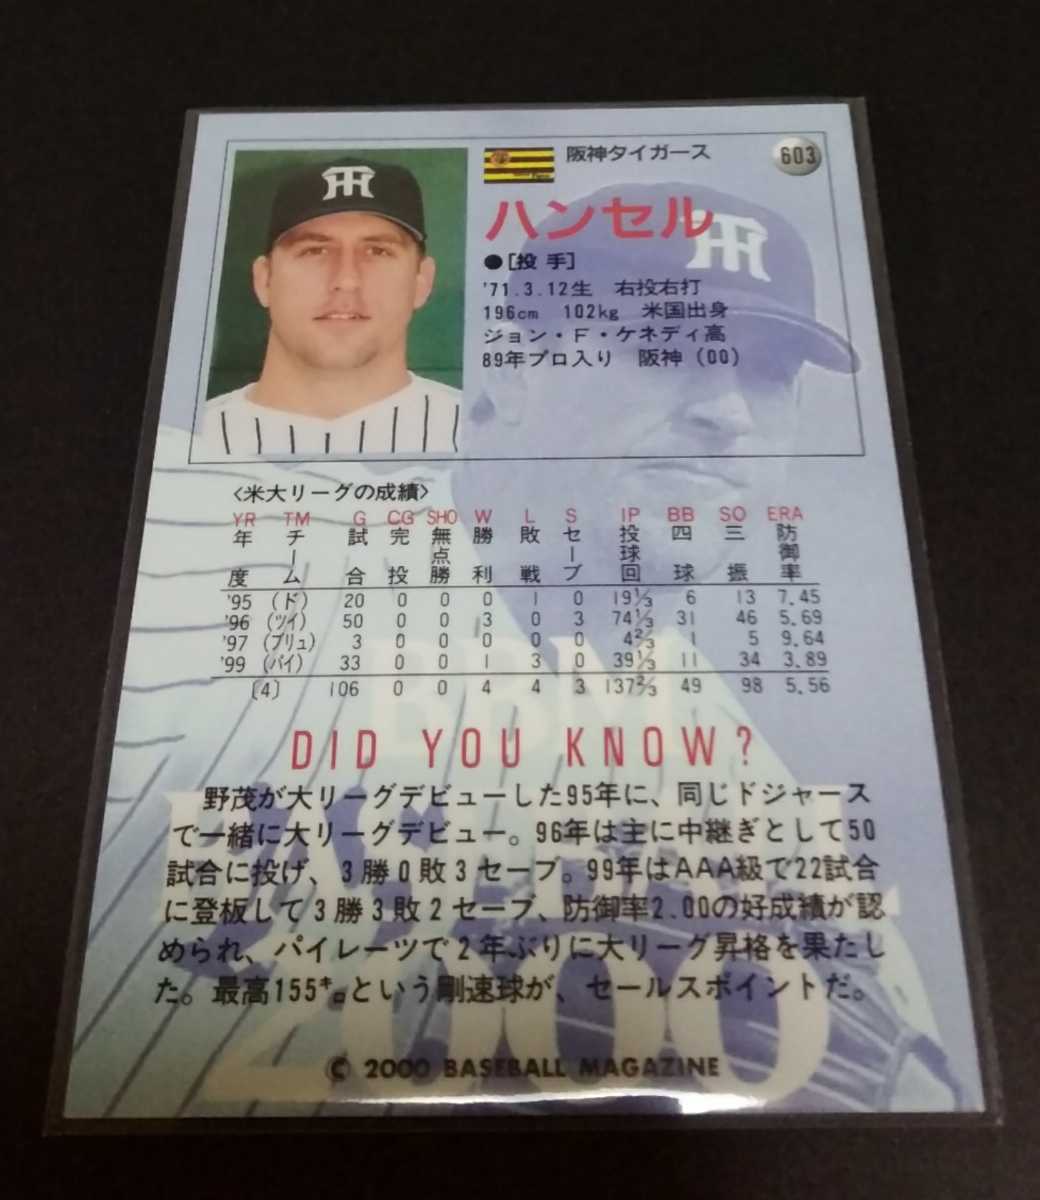 阪神タイガース
603
ハンセル
●[投手]
'71.3.12生 右投右打
196cm 102kg 米国出身
ジョン・F・ケネディ高
89年プロ入り 阪神(00)
〈米大リーグの成績〉
YR TM G CG SHO W L S IP BB SO ERA
年度 チーム 試合 完投 無点勝 勝利 敗戦 セーブ 投球回 四球 三振 防御率
'95 (ド) 20 0 0 0 1 0 19⅓ 6 13 7.45
'96 (ツイ) 50 0 0 3 0 3 74⅓ 31 46 5.69
'97 (ブリュ) 3 0 0 0 0 0 4⅔ 1 5 9.64
'99 (パイ) 33 0 0 1 3 0 39⅓ 11 34 3.89
〔4〕 106 0 0 4 4 3 137⅔ 49 98 5.56
DID YOU KNOW?
野茂が大リーグデビューした95年に、同じドジャース
で一緒に大リーグデビュー。96年は主に中継ぎとして50
試合に投げ、3勝0敗3セーブ。99年はAAA級で22試合
に登板して3勝3敗2セーブ、防御率2.00の好成績が認
められ、パイレーツで2年ぶりに大リーグ昇格を果たし
た。最高155㌔という剛速球が、セールスポイントだ。
© 2000 BASEBALL MAGAZINE